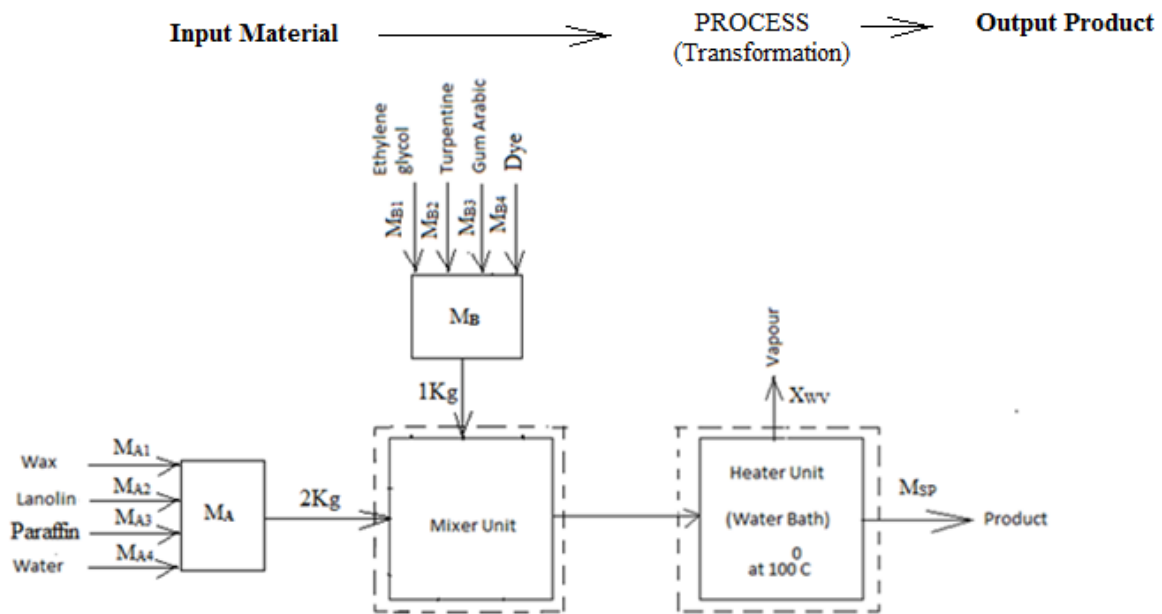 Input Material
PROCESS
(Transformation)
Output Product
Ethylene
glycol
Turpentine
Gum Arabic
Dye
MB1
MB2
MB3
MB4
MB
1Kg
Vapour
XWV
Wax
Lanolin
Paraffin
Water
MA1
MA2
MA3
MA4
MA
2Kg
Mixer Unit
Heater Unit
(Water Bath)
0
at 100 C
MSP
Product